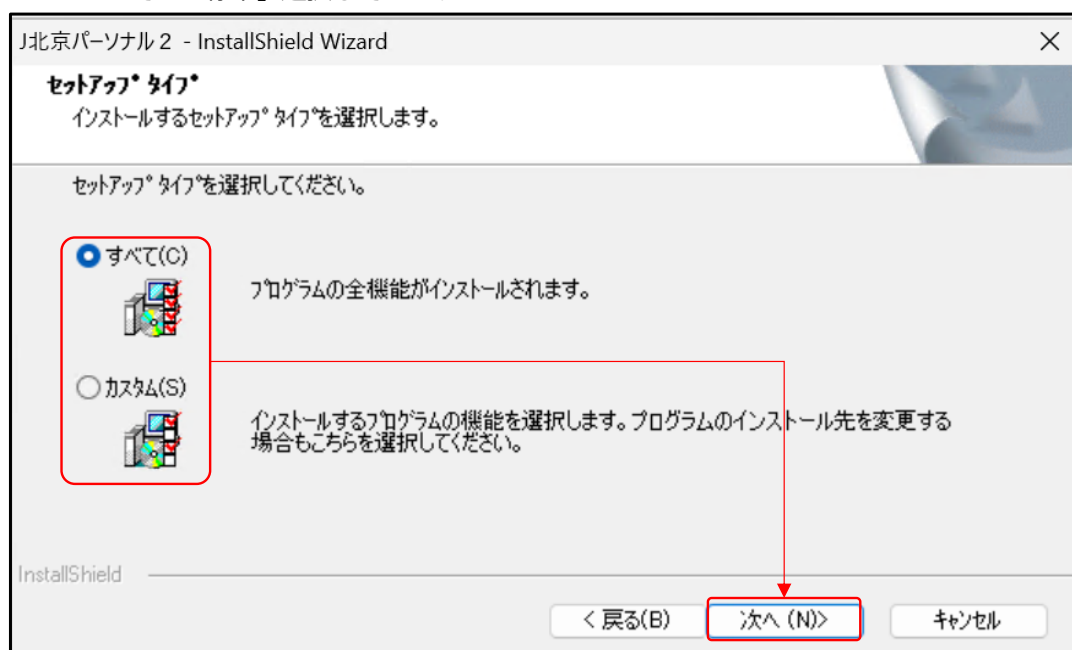 J北京パーソナル２ - InstallShield Wizard
セットアップ タイプ
インストールするセットアップ タイプを選択します。
セットアップ タイプを選択してください。
すべて(C)
プログラムの全機能がインストールされます。
カスタム(S)
インストールするプログラムの機能を選択します。プログラムのインストール先を変更する
場合もこちらを選択してください。
InstallShield
< 戻る(B)
次へ (N)>
キャンセル